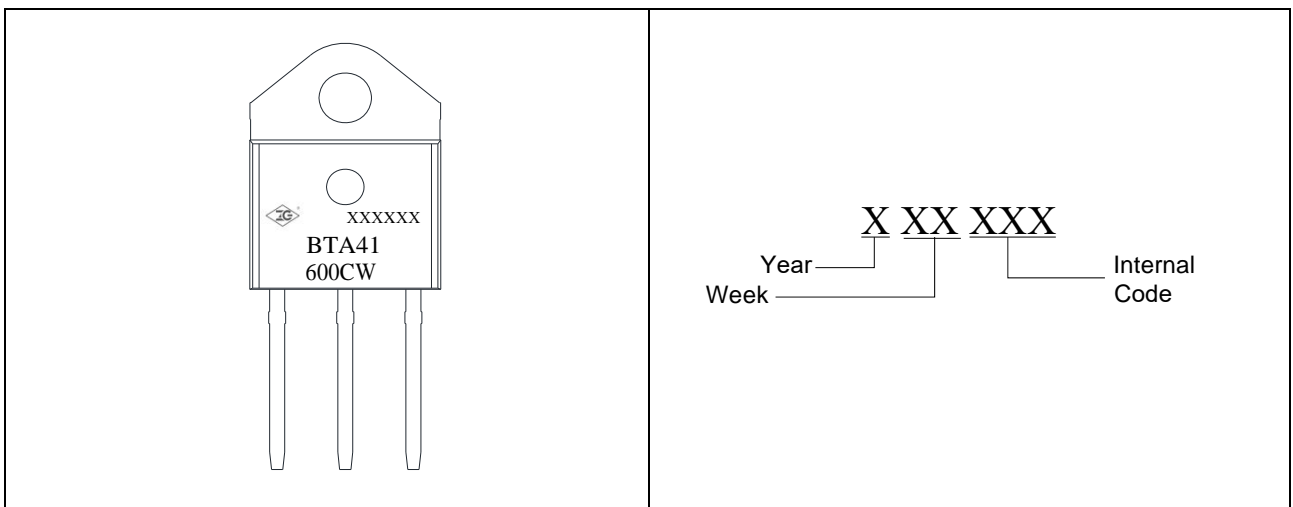 XXXXXX
BTA41
600CW
X XX XXX
Year
Internal
Week
Code